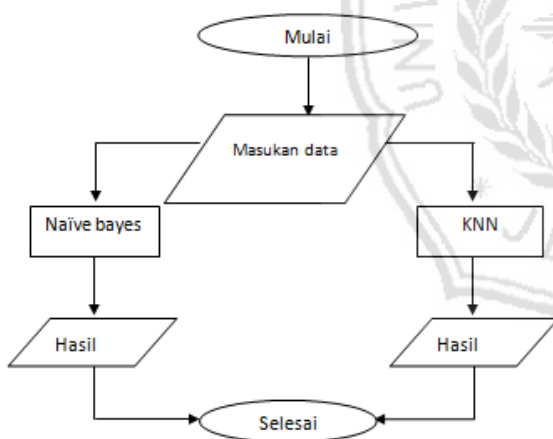 Mulai
Masukan data
Naïve bayes
KNN
Hasil
Hasil
Selesai